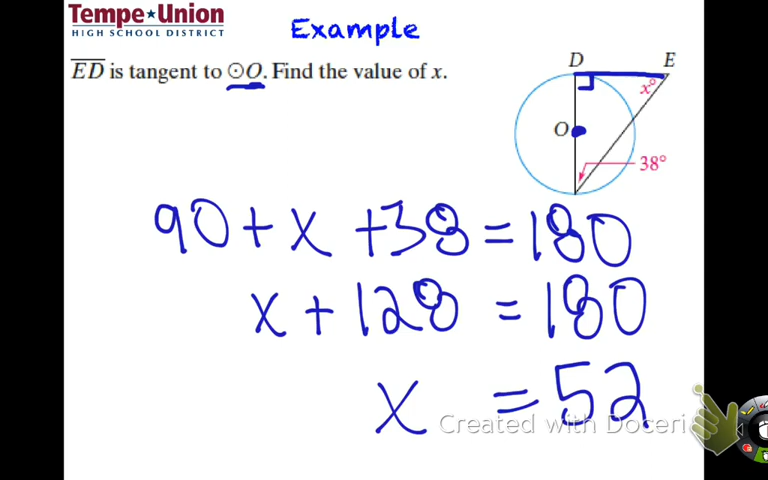 Tempe★Union
HIGH SCHOOL DISTRICT
Example
ED is tangent to ⊙O. Find the value of x.
D
E
x°
O
38°
90 + x + 38 = 180
x + 128 = 180
x = 52
Created with Doceri